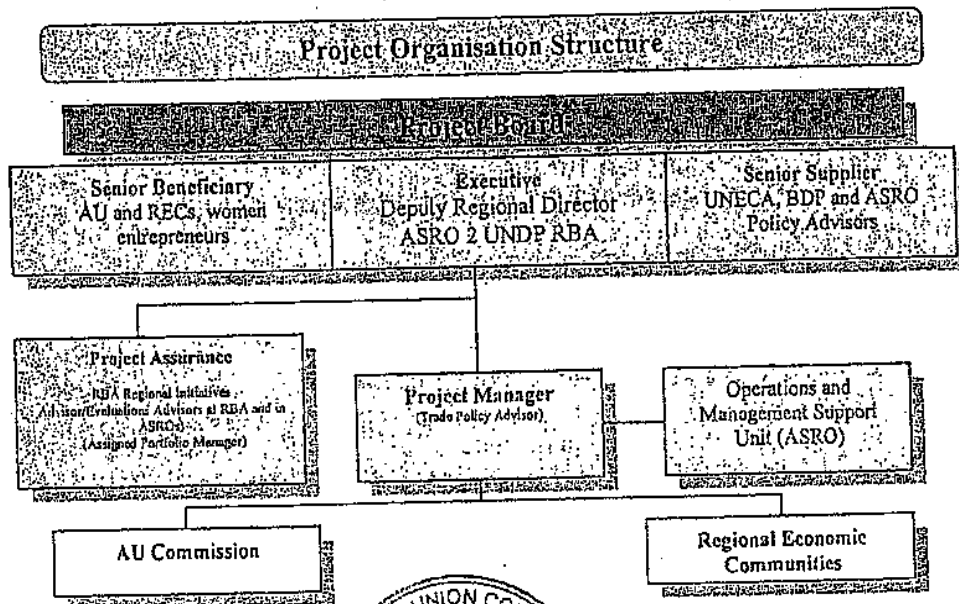 Project Organisation Structure
Project Board
Senior Beneficiary
AU and RECs, women
entrepreneurs
Executive
Deputy Regional Director
ASRO 2 UNDP RBA
Senior Supplier
UNECA, BDP and ASRO
Policy Advisors
Project Assurance
RBA Regional Initiatives
Advisor/Evaluations Advisors at RBA and in
ASROs)
(Assigned Portfolio Manager)
Project Manager
(Trade Policy Advisor)
Operations and
Management Support
Unit (ASRO)
AU Commission
Regional Economic
Communities
UNION CO